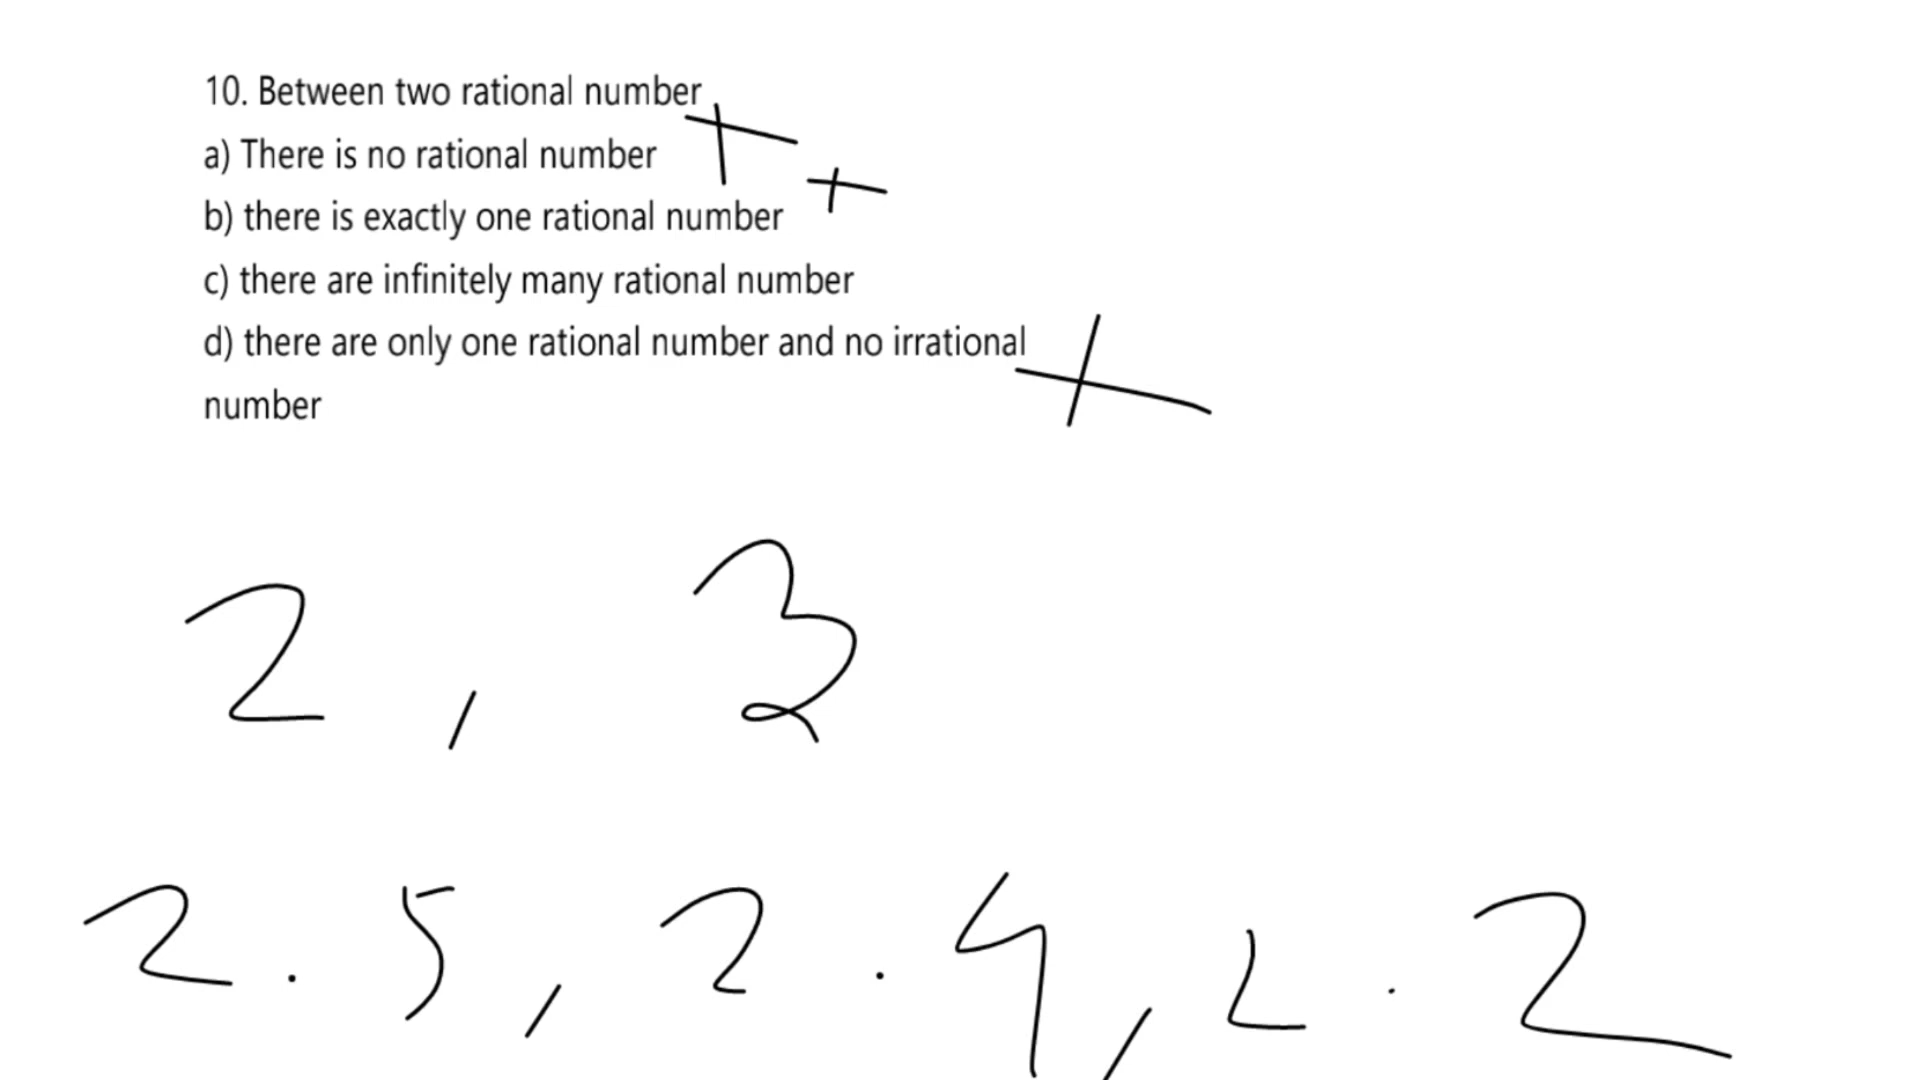 10. Between two rational number
a) There is no rational number
b) there is exactly one rational number
c) there are infinitely many rational number
d) there are only one rational number and no irrational
number
2, 3
2.5, 2.4, 2.2